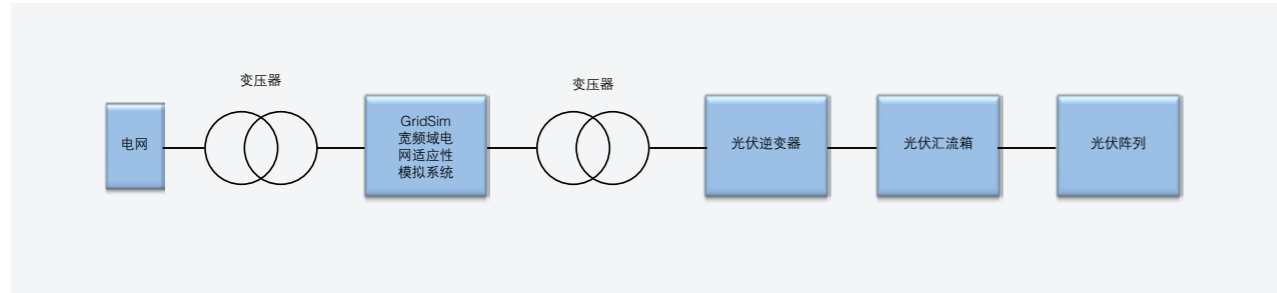 变压器
变压器
电网
GridSim
宽频域电
网适应性
模拟系统
光伏逆变器
光伏汇流箱
光伏阵列